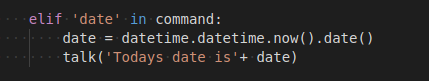 elif 'date' in command:
date = datetime.datetime.now().date()
talk('Todays date is'+ date)